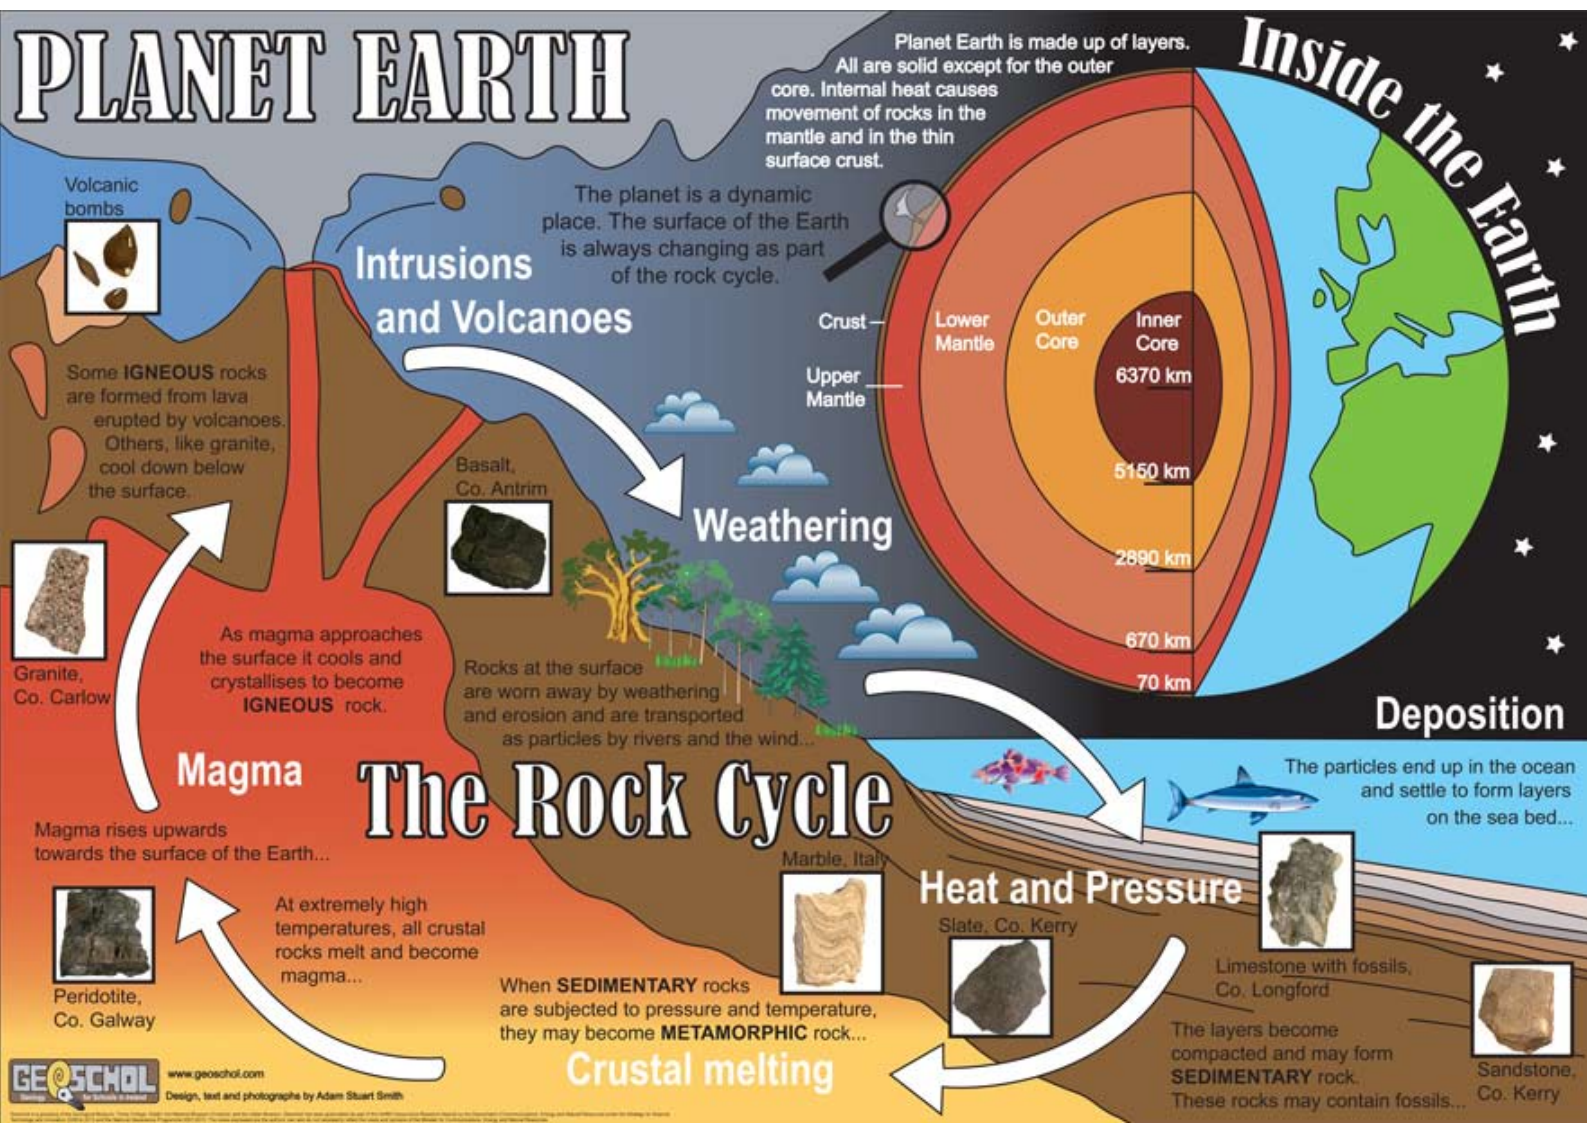 PLANET EARTH
Planet Earth is made up of layers.
All are solid except for the outer
core. Internal heat causes
movement of rocks in the
mantle and in the thin
surface crust.
Inside the Earth
Volcanic
bombs
The planet is a dynamic
place. The surface of the Earth
is always changing as part
of the rock cycle.
Intrusions
and Volcanoes
Crust
Upper
Mantle
Lower
Mantle
Outer
Core
Inner
Core
6370 km
5150 km
2890 km
670 km
70 km
Some IGNEOUS rocks
are formed from lava
erupted by volcanoes.
Others, like granite,
cool down below
the surface.
Basalt,
Co. Antrim
Weathering
Granite,
Co. Carlow
As magma approaches
the surface it cools and
crystallises to become
IGNEOUS rock.
Rocks at the surface
are worn away by weathering
and erosion and are transported
as particles by rivers and the wind...
Deposition
The particles end up in the ocean
and settle to form layers
on the sea bed...
Magma
The Rock Cycle
Magma rises upwards
towards the surface of the Earth...
Marble, Italy
Heat and Pressure
Slate, Co. Kerry
Limestone with fossils,
Co. Longford
At extremely high
temperatures, all crustal
rocks melt and become
magma...
Peridotite,
Co. Galway
When SEDIMENTARY rocks
are subjected to pressure and temperature,
they may become METAMORPHIC rock...
Crustal melting
The layers become
compacted and may form
SEDIMENTARY rock.
These rocks may contain fossils...
Sandstone,
Co. Kerry
GEOSCHOL
Geology for Schools in Ireland
www.geoschol.com
Design, text and photographs by Adam Stuart Smith